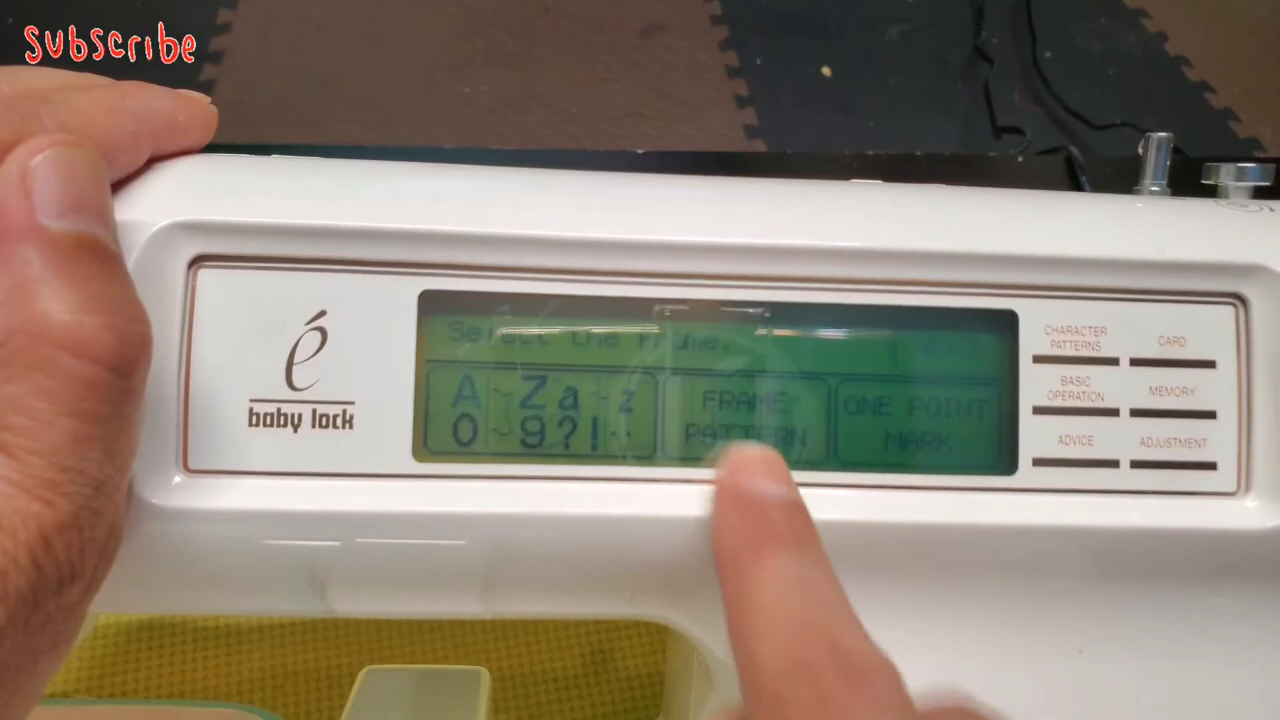 Subscribe
é
baby lock
Select the Frame.
A ~ Z a ~ z
0 ~ 9?!··
FRAME
PATTERN
ONE POINT
MARK
CHARACTER
PATTERNS
CARD
BASIC
OPERATION
MEMORY
ADVICE
ADJUSTMENT